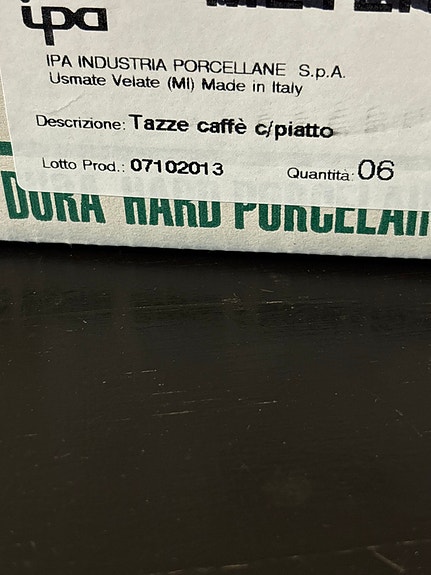 ipa
IPA INDUSTRIA PORCELLANE S.p.A.
Usmate Velate (MI) Made in Italy
Descrizione: Tazze caffè c/piatto
Lotto Prod.: 07102013 Quantità: 06
DURA HARD PORCELAIN